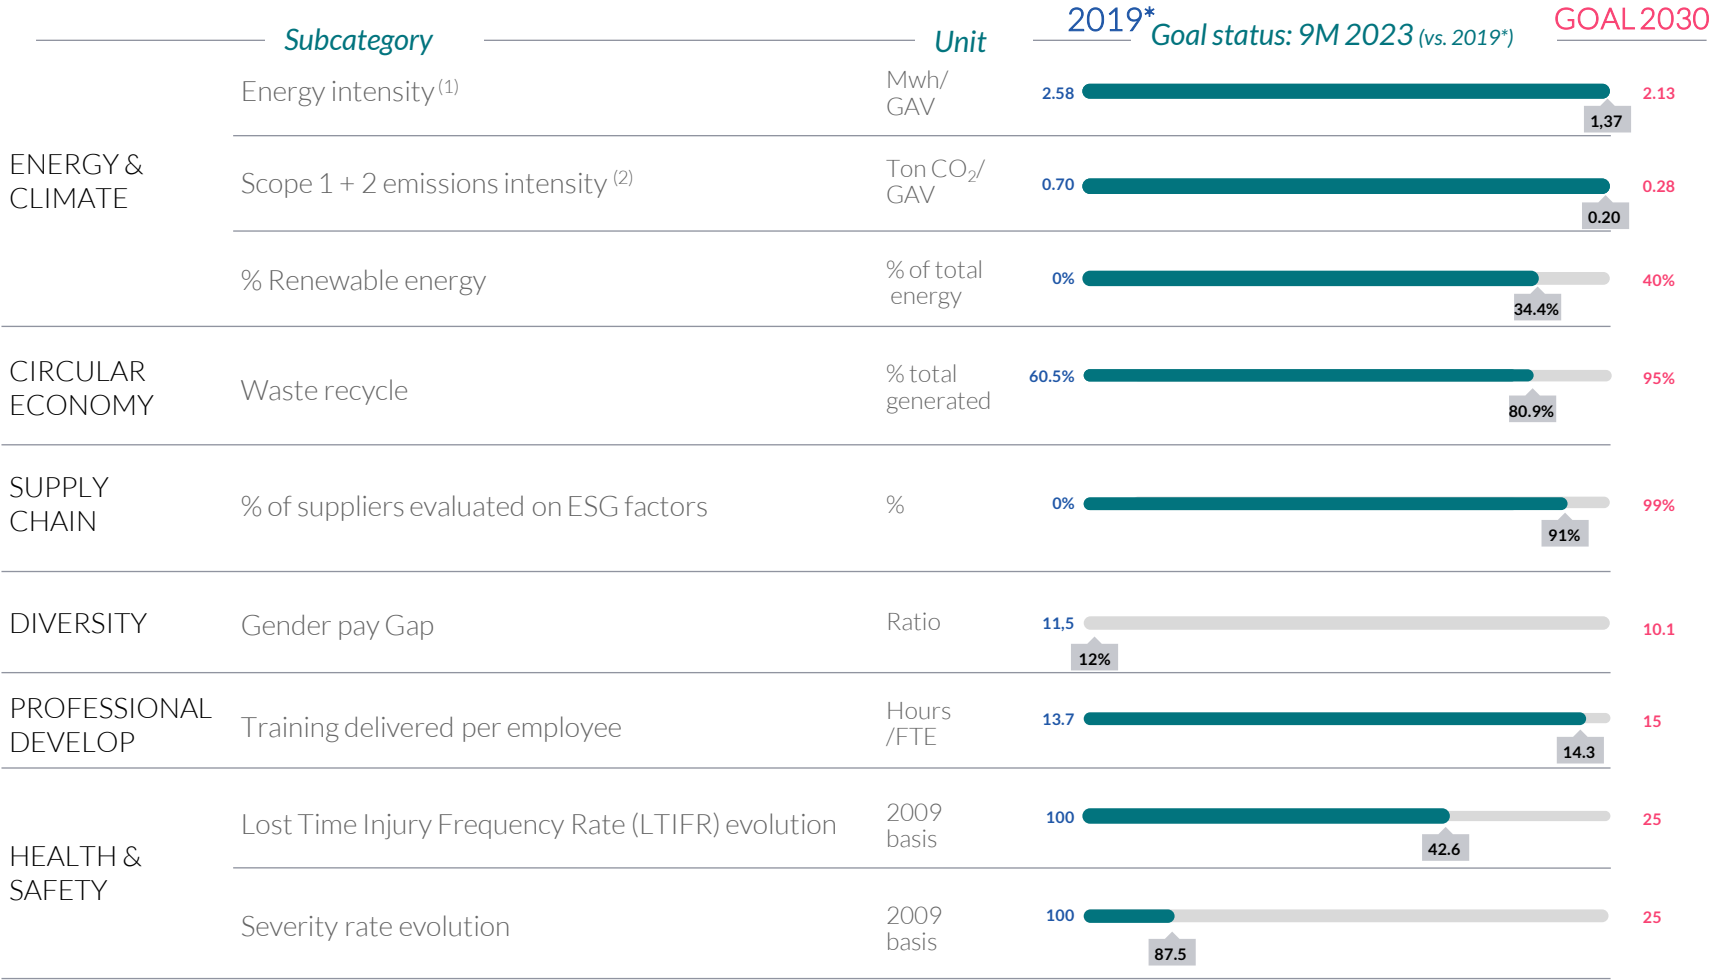 Subcategory
Unit
2019*
Goal status: 9M 2023 (vs. 2019*)
GOAL 2030
ENERGY &
CLIMATE
Energy intensity (1)
Mwh/
GAV
2.58
1,37
2.13
Scope 1 + 2 emissions intensity (2)
Ton CO2/
GAV
0.70
0.20
0.28
% Renewable energy
% of total
energy
0%
34.4%
40%
CIRCULAR
ECONOMY
Waste recycle
% total
generated
60.5%
80.9%
95%
SUPPLY
CHAIN
% of suppliers evaluated on ESG factors
%
0%
91%
99%
DIVERSITY
Gender pay Gap
Ratio
11,5
12%
10.1
PROFESSIONAL
DEVELOP
Training delivered per employee
Hours
/FTE
13.7
14.3
15
HEALTH &
SAFETY
Lost Time Injury Frequency Rate (LTIFR) evolution
2009
basis
100
42.6
25
Severity rate evolution
2009
basis
100
87.5
25